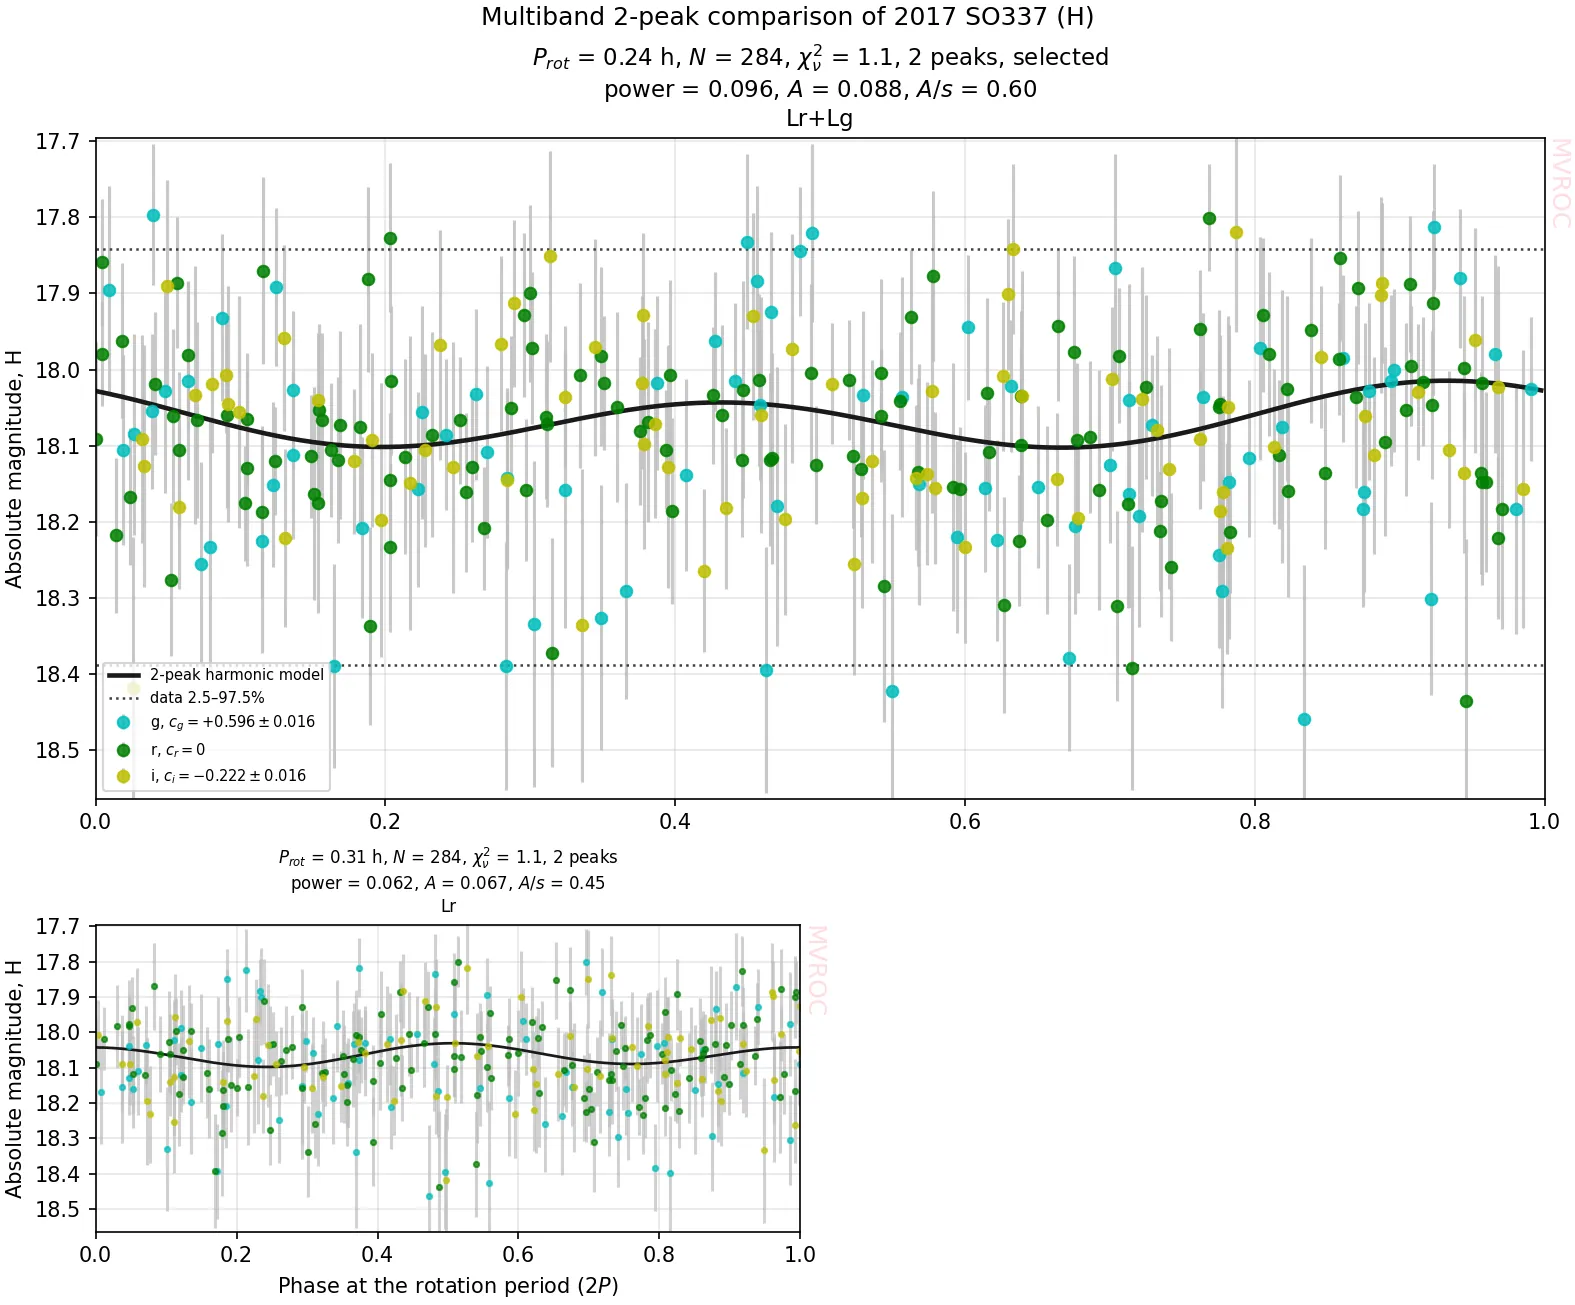 Multiband 2-peak comparison of 2017 SO337 (H)
P_rot = 0.24 h, N = 284, χ²_ν = 1.1, 2 peaks, selected
power = 0.096, A = 0.088, A/s = 0.60
Lr+Lg
MVROC
Absolute magnitude, H
17.7
17.8
17.9
18.0
18.1
18.2
18.3
18.4
18.5
2-peak harmonic model
data 2.5–97.5%
g, c_g = +0.596 ± 0.016
r, c_r = 0
i, c_i = −0.222 ± 0.016
0.0 0.2 0.4 0.6 0.8 1.0
P_rot = 0.31 h, N = 284, χ²_ν = 1.1, 2 peaks
power = 0.062, A = 0.067, A/s = 0.45
Lr
MVROC
Absolute magnitude, H
17.7
17.8
17.9
18.0
18.1
18.2
18.3
18.4
18.5
0.0 0.2 0.4 0.6 0.8 1.0
Phase at the rotation period (2P)